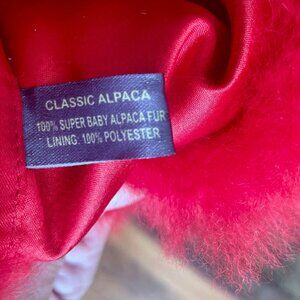 CLASSIC ALPACA
100% SUPER BABY ALPACA FUR
LINING: 100% POLYESTER